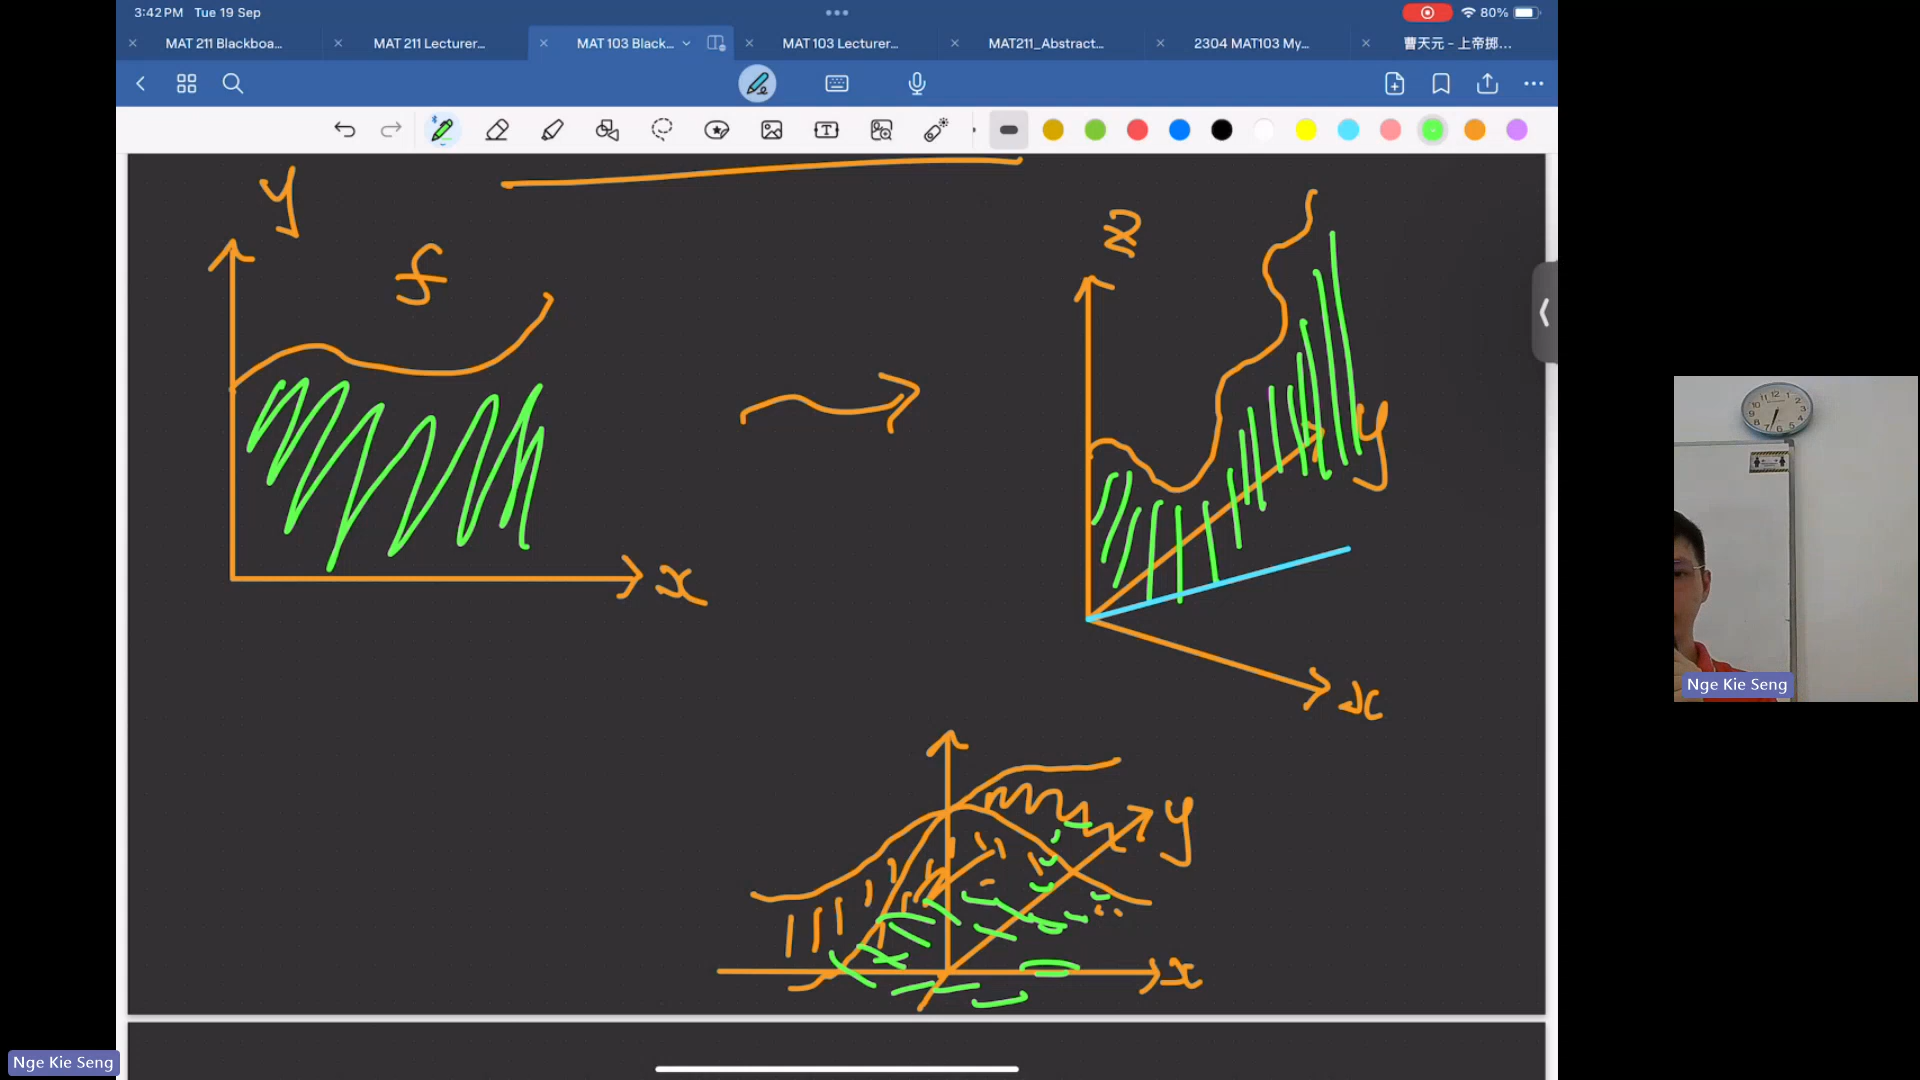 3:42 PM Tue 19 Sep
80%
MAT 211 Blackboa...
MAT 211 Lecturer...
MAT 103 Black...
MAT 103 Lecturer...
MAT211_Abstract...
2304 MAT103 My...
曹天元 - 上帝掷...
y
f
x
z
y
x
y
x
Nge Kie Seng
Nge Kie Seng